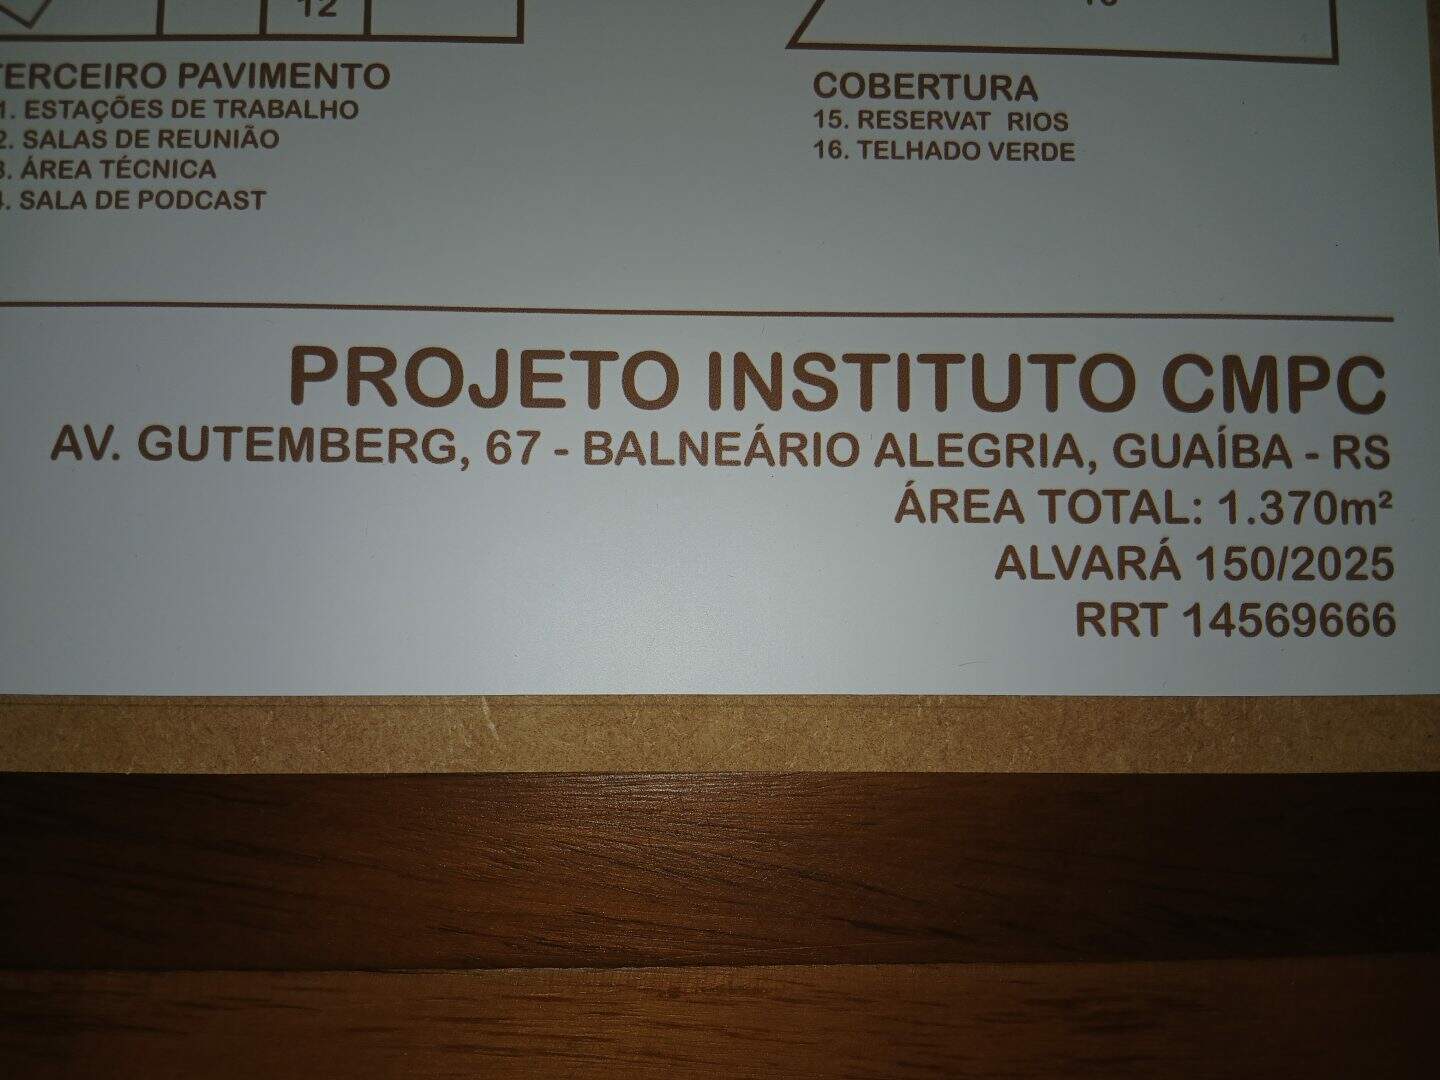 12
TERCEIRO PAVIMENTO
1. ESTAÇÕES DE TRABALHO
2. SALAS DE REUNIÃO
3. ÁREA TÉCNICA
4. SALA DE PODCAST
COBERTURA
15. RESERVAT RIOS
16. TELHADO VERDE
PROJETO INSTITUTO CMPC
AV. GUTEMBERG, 67 - BALNEÁRIO ALEGRIA, GUAÍBA - RS
ÁREA TOTAL: 1.370m²
ALVARÁ 150/2025
RRT 14569666